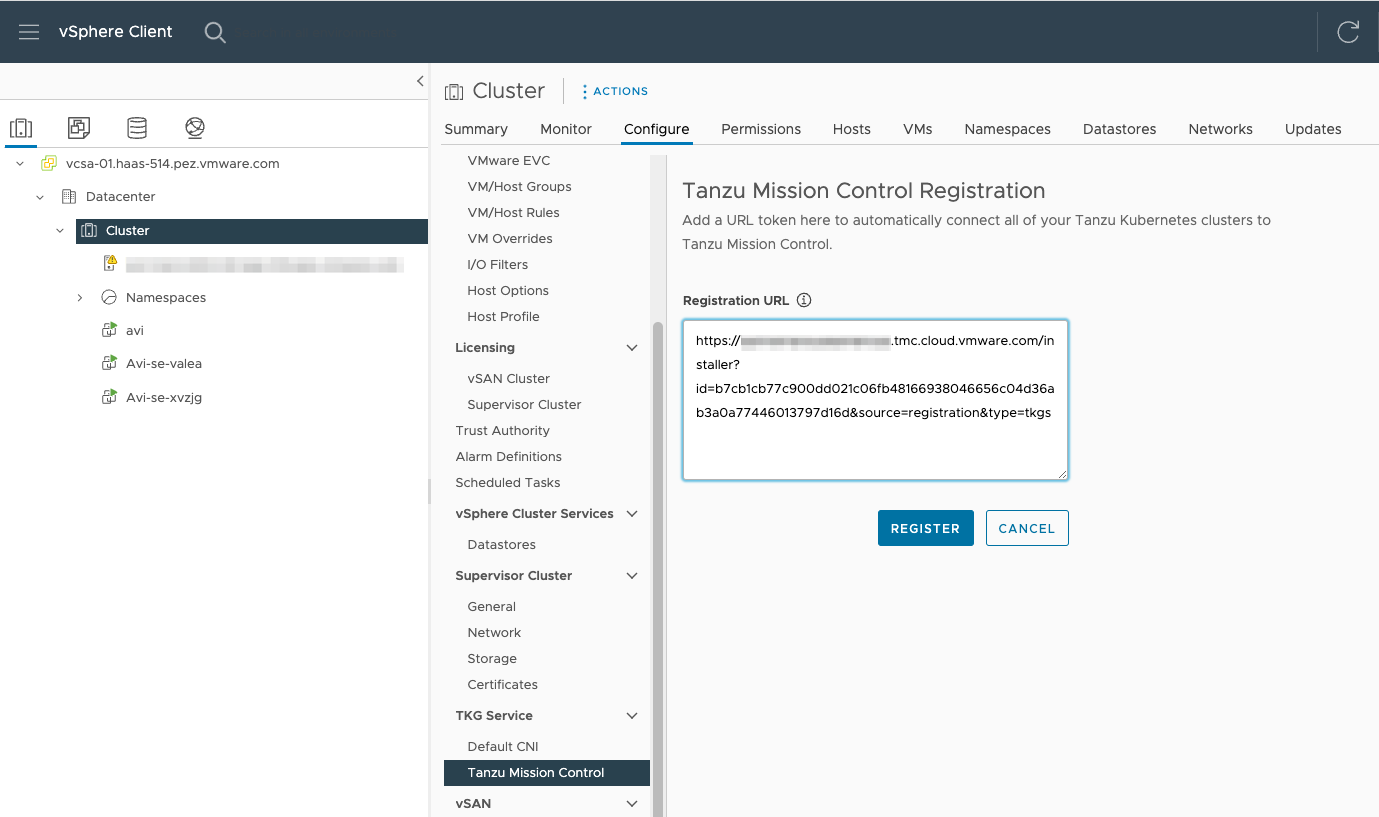 vSphere Client
Cluster
ACTIONS
Summary Monitor Configure Permissions Hosts VMs Namespaces Datastores Networks Updates
vcsa-01.haas-514.pez.vmware.com
Datacenter
Cluster
Namespaces
avi
Avi-se-valea
Avi-se-xvzjg
VMware EVC
VM/Host Groups
VM/Host Rules
VM Overrides
I/O Filters
Host Options
Host Profile
Licensing
vSAN Cluster
Supervisor Cluster
Trust Authority
Alarm Definitions
Scheduled Tasks
vSphere Cluster Services
Datastores
Supervisor Cluster
General
Network
Storage
Certificates
TKG Service
Default CNI
Tanzu Mission Control
vSAN
Tanzu Mission Control Registration
Add a URL token here to automatically connect all of your Tanzu Kubernetes clusters to
Tanzu Mission Control.
Registration URL
https://.tmc.cloud.vmware.com/in
staller?
id=b7cb1cb77c900dd021c06fb48166938046656c04d36a
b3a0a77446013797d16d&source=registration&type=tkgs
REGISTER CANCEL